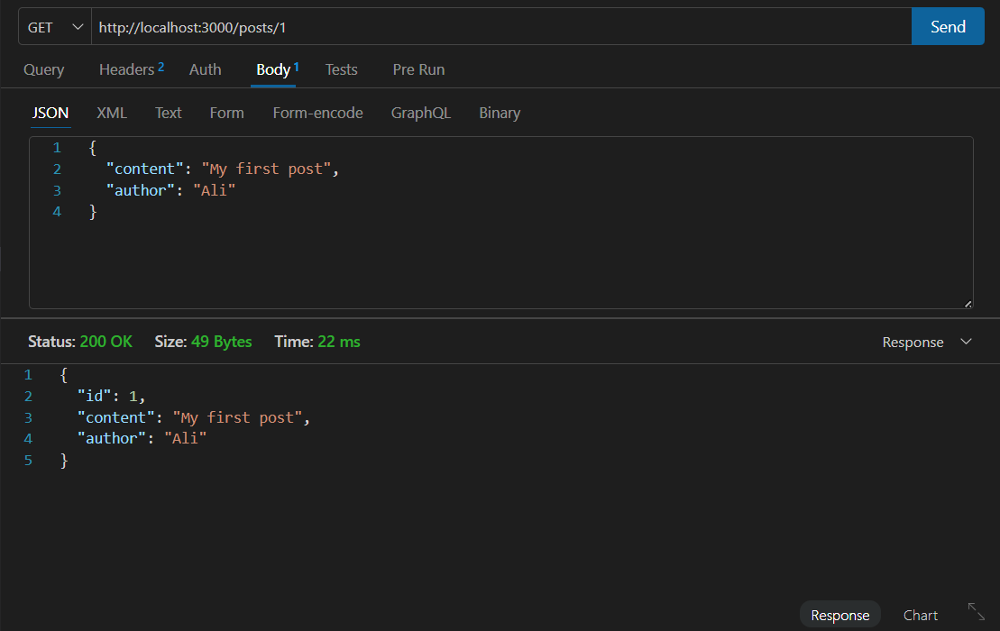 GET http://localhost:3000/posts/1 Send
Query Headers 2 Auth Body 1 Tests Pre Run
JSON XML Text Form Form-encode GraphQL Binary
1 {
2 "content": "My first post",
3 "author": "Ali"
4 }
Status: 200 OK Size: 49 Bytes Time: 22 ms Response
1 {
2 "id": 1,
3 "content": "My first post",
4 "author": "Ali"
5 }
Response Chart